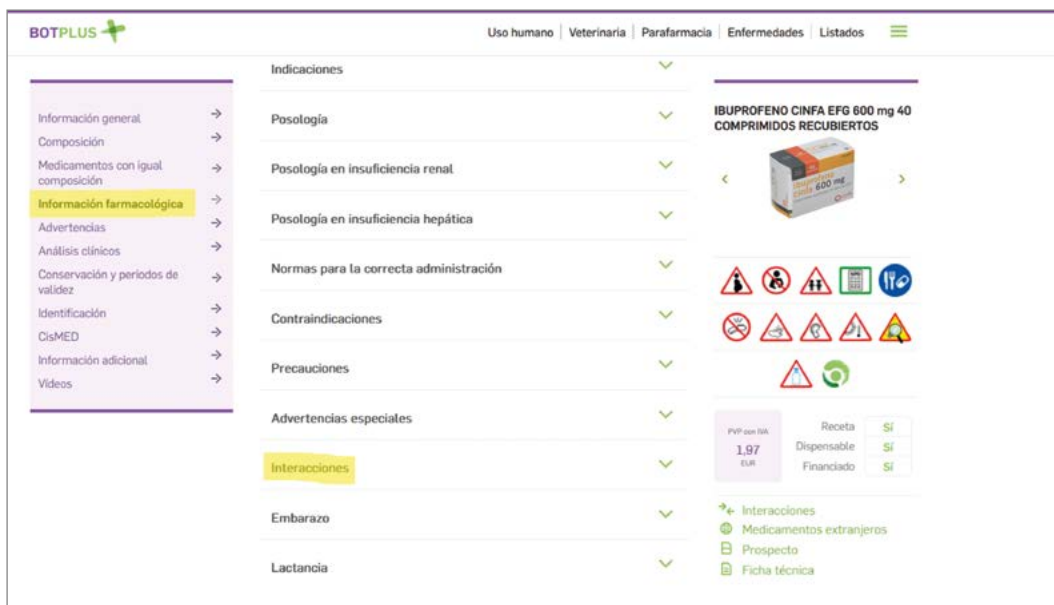 BOTPLUS
Uso humano
Veterinaria
Parafarmacia
Enfermedades
Listados
Información general
Composición
Medicamentos con igual
composición
Información farmacológica
Advertencias
Análisis clínicos
Conservación y periodos de
validez
Identificación
CisMED
Información adicional
Vídeos
Indicaciones
Posología
Posología en insuficiencia renal
Posología en insuficiencia hepática
Normas para la correcta administración
Contraindicaciones
Precauciones
Advertencias especiales
Interacciones
Embarazo
Lactancia
IBUPROFENO CINFA EFG 600 mg 40
COMPRIMIDOS RECUBIERTOS
ibuprofeno
cinfa 600 mg
PVP con IVA
1,97
EUR
Receta Sí
Dispensable Sí
Financiado Sí
Interacciones
Medicamentos extranjeros
Prospecto
Ficha técnica